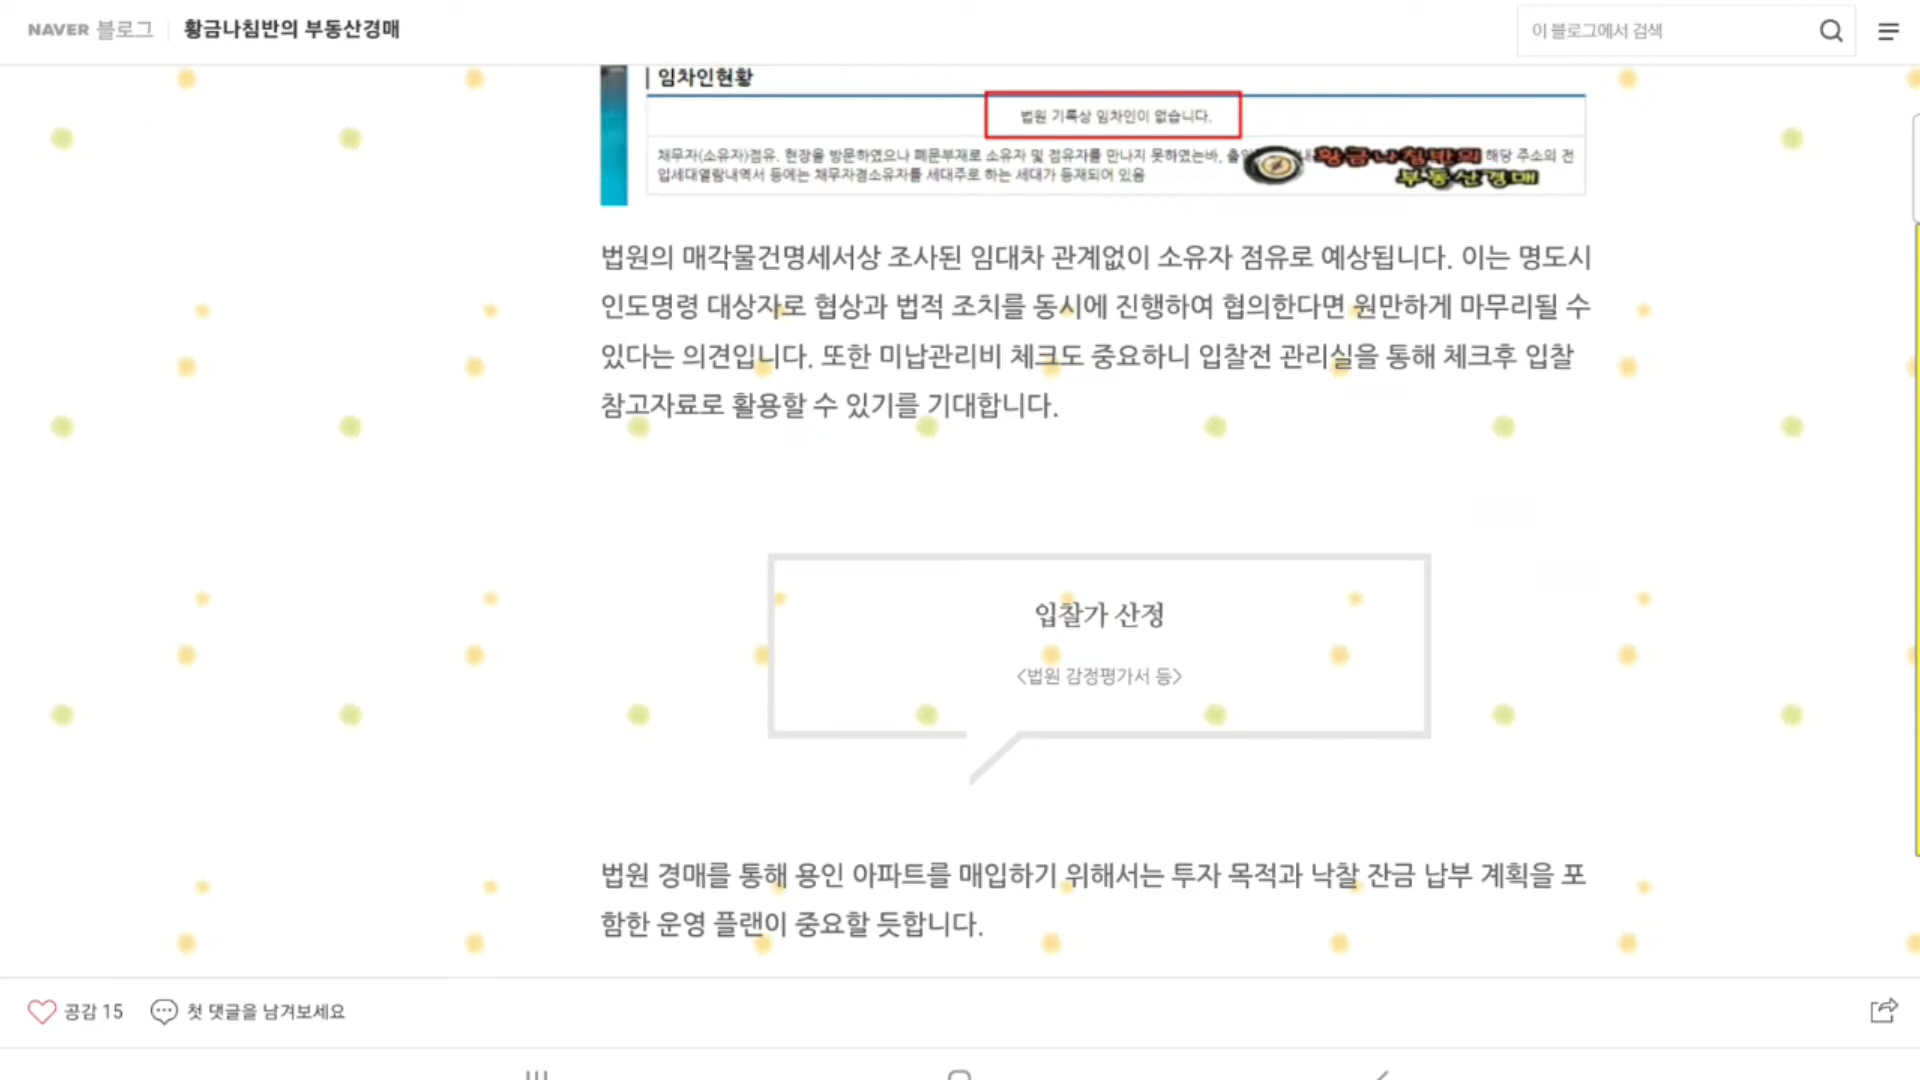 NAVER 블로그 황금나침반의 부동산경매
이 블로그에서 검색
임차인현황
법원 기록상 임차인이 없습니다.
채무자(소유자)점유. 현장을 방문하였으나 폐문부재로 소유자 및 점유자를 만나지 못하였는바, 해당 주소의 전
입세대열람내역서 등에는 채무자겸소유자를 세대주로 하는 세대가 등재되어 있음
황금나침반의
부동산경매
법원의 매각물건명세서상 조사된 임대차 관계없이 소유자 점유로 예상됩니다. 이는 명도시
인도명령 대상자로 협상과 법적 조치를 동시에 진행하여 협의한다면 원만하게 마무리될 수
있다는 의견입니다. 또한 미납관리비 체크도 중요하니 입찰전 관리실을 통해 체크후 입찰
참고자료로 활용할 수 있기를 기대합니다.
입찰가 산정
<법원 감정평가서 등>
법원 경매를 통해 용인 아파트를 매입하기 위해서는 투자 목적과 낙찰 잔금 납부 계획을 포
함한 운영 플랜이 중요할 듯합니다.
공감 15 첫 댓글을 남겨보세요